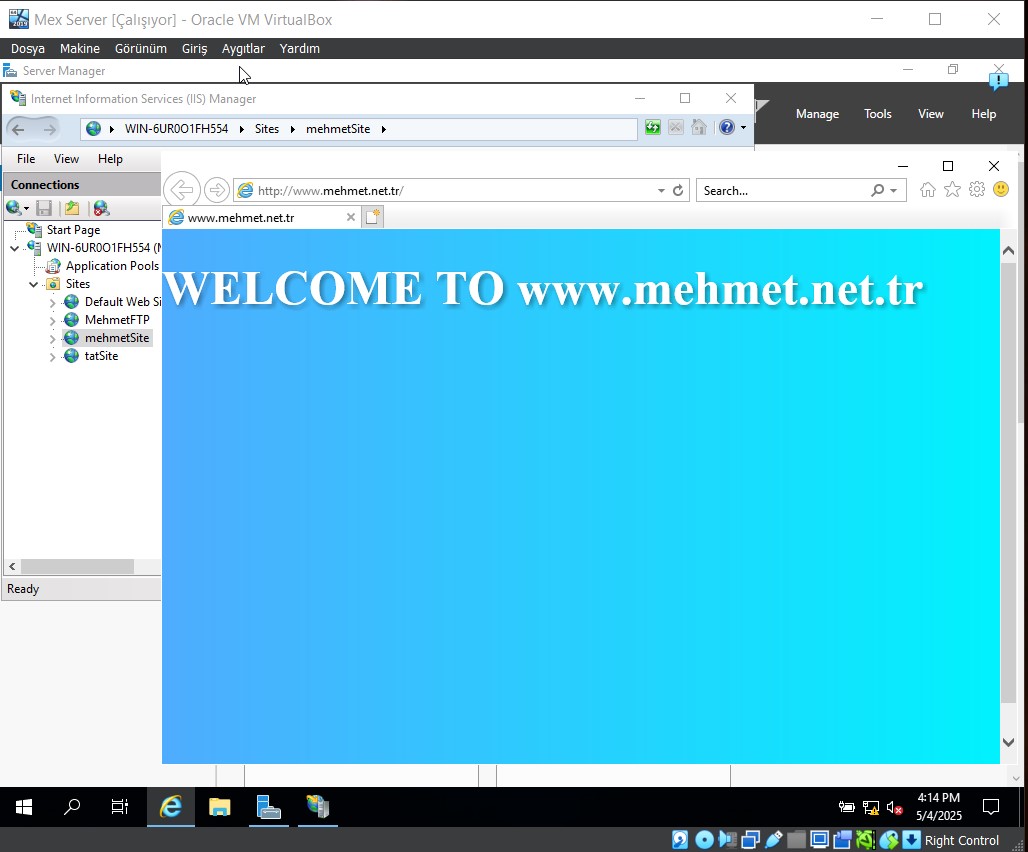 Mex Server [Çalışıyor] - Oracle VM VirtualBox
Dosya Makine Görünüm Giriş Aygıtlar Yardım
Server Manager
Internet Information Services (IIS) Manager
WIN-6UR0O1FH554 Sites mehmetSite
Manage Tools View Help
File View Help
Connections
http://www.mehmet.net.tr/
Search...
www.mehmet.net.tr
Start Page
WIN-6UR0O1FH554 (
Application Pools
Sites
Default Web Si
MehmetFTP
mehmetSite
tatSite
WELCOME TO www.mehmet.net.tr
Ready
4:14 PM
5/4/2025
Right Control